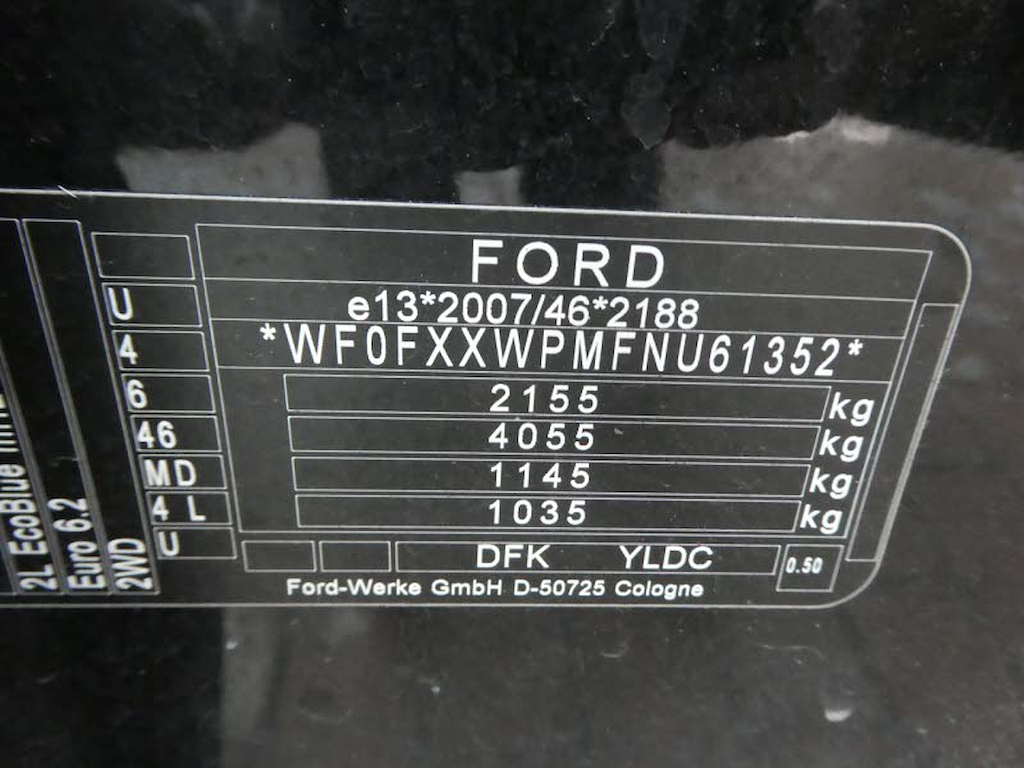 FORD
e13*2007/46*2188
*WF0FXXWPMFNU61352*
2155 kg
4055 kg
1145 kg
1035 kg
DFK YLDC
0.50
Ford-Werke GmbH D-50725 Cologne
U
4
6
46
MD
4 L
U
2L EcoBlue
Euro 6.2
2WD